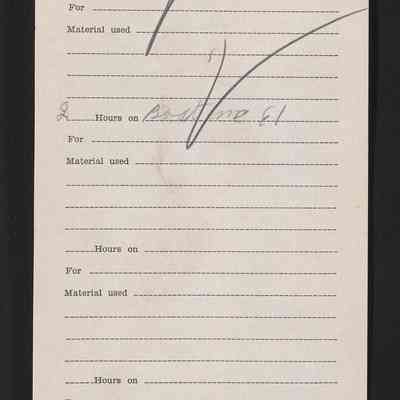 For
Material used
2 Hours on Boat no 61
For
Material used
Hours on
For
Material used
Hours on